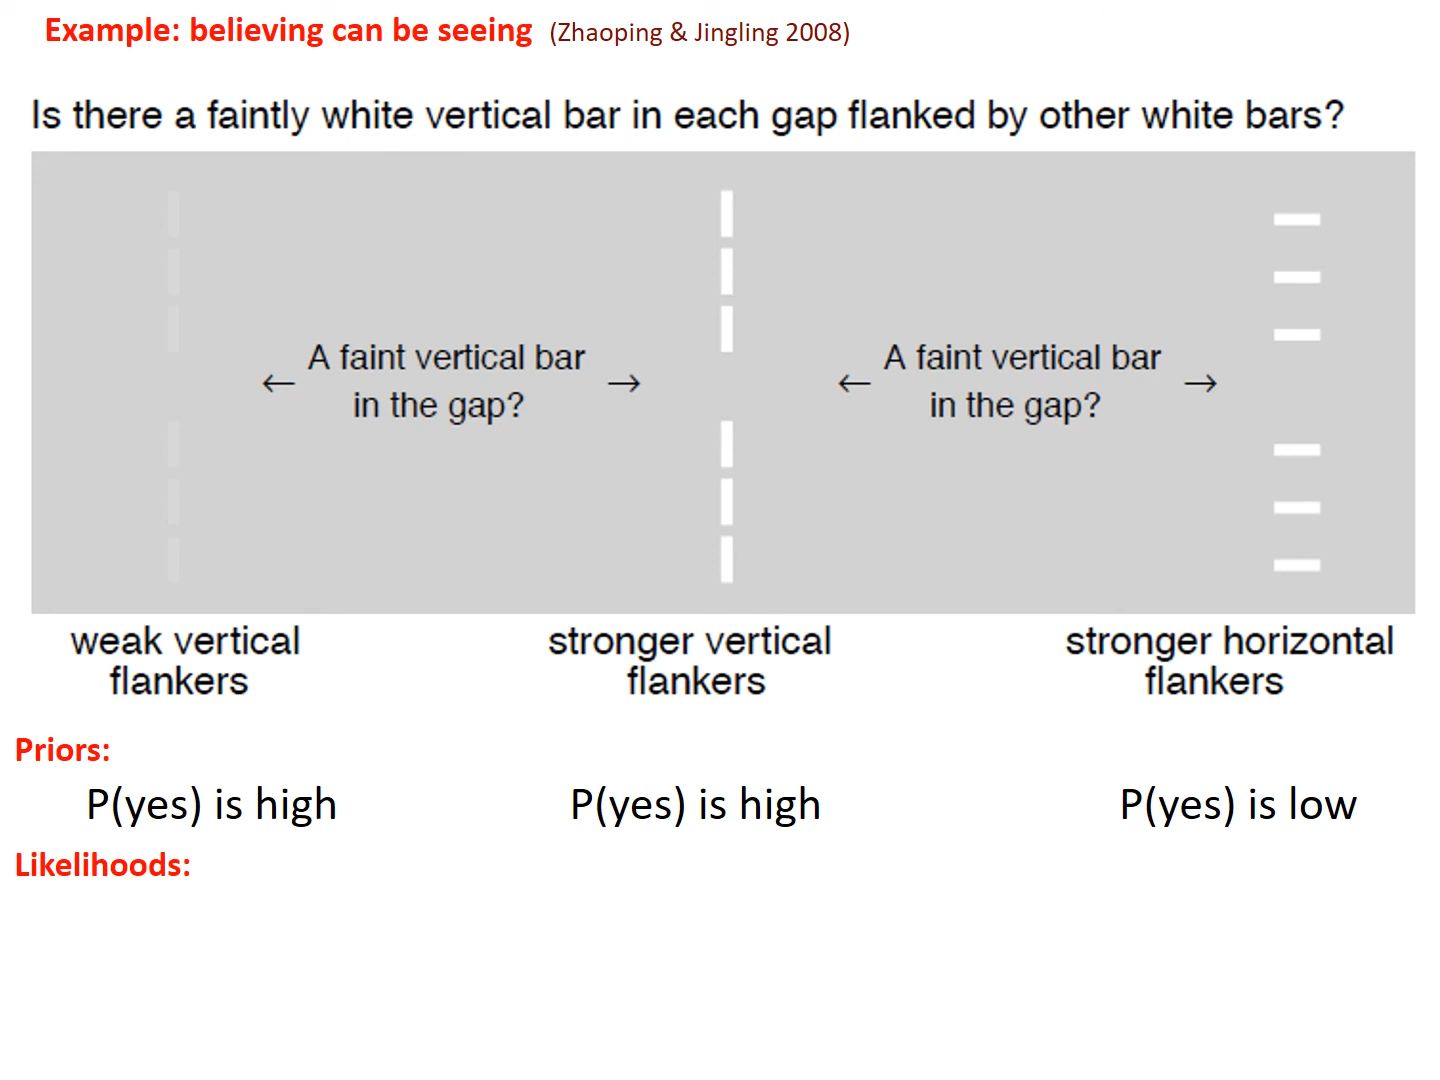 Example: believing can be seeing (Zhaoping & Jingling 2008)
Is there a faintly white vertical bar in each gap flanked by other white bars?
A faint vertical bar
← in the gap? →
A faint vertical bar
← in the gap? →
weak vertical
flankers
stronger vertical
flankers
stronger horizontal
flankers
Priors:
P(yes) is high
P(yes) is high
P(yes) is low
Likelihoods: